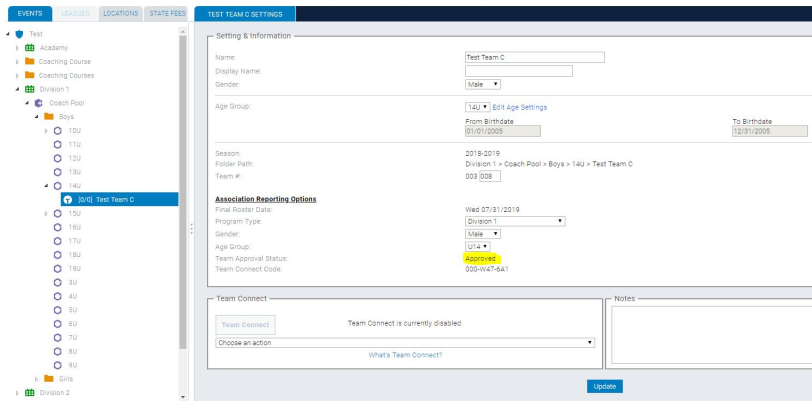 EVENTS LEAGUES LOCATIONS STATE FEES
Test
Academy
Coaching Course
Coaching Courses
Division 1
Coach Pool
Boys
10U
11U
12U
13U
14U
[0/0] Test Team C
15U
16U
17U
18U
19U
3U
4U
5U
6U
7U
8U
9U
Girls
Division 2
TEST TEAM C SETTINGS
Setting & Information
Name: Test Team C
Display Name:
Gender: Male
Age Group: 14U Edit Age Settings
From Birthdate To Birthdate
01/01/2005 12/31/2005
Season: 2018-2019
Folder Path: Division 1 > Coach Pool > Boys > 14U > Test Team C
Team #: 003 008
Association Reporting Options
Final Roster Date: Wed 07/31/2019
Program Type: Division 1
Gender: Male
Age Group: U14
Team Approval Status: Approved
Team Connect Code: 000-W47-6A1
Team Connect
Team Connect Team Connect is currently disabled.
Choose an action
What's Team Connect?
Notes
Update